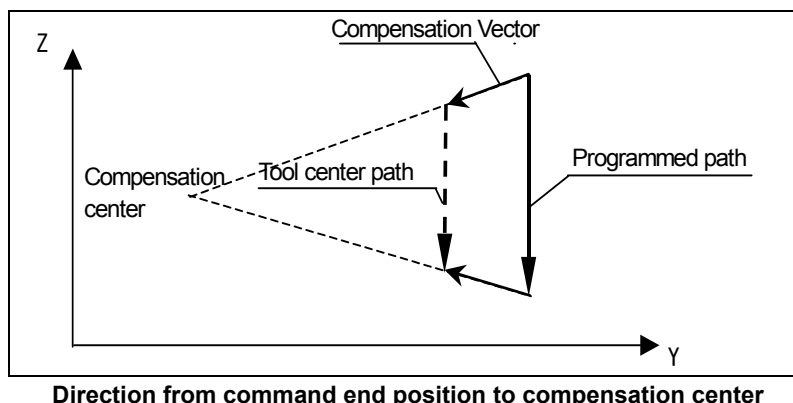 Compensation Vector
Z
Programmed path
Tool center path
Compensation
center
Y
Direction from command end position to compensation center